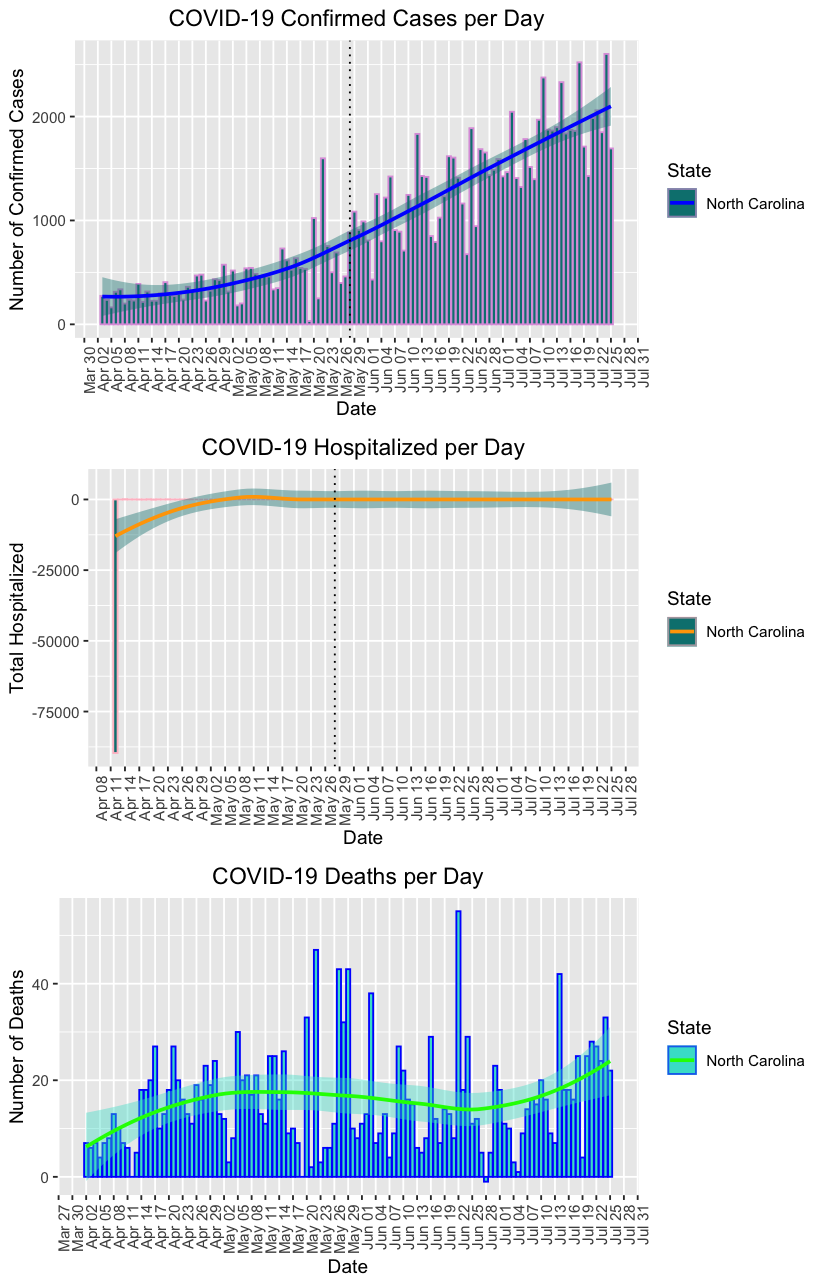 COVID-19 Confirmed Cases per Day
Number of Confirmed Cases
2000
1000
0
Mar 30
Apr 02
Apr 05
Apr 08
Apr 11
Apr 14
Apr 17
Apr 20
Apr 23
Apr 26
Apr 29
May 02
May 05
May 08
May 11
May 14
May 17
May 20
May 23
May 26
May 29
Jun 01
Jun 04
Jun 07
Jun 10
Jun 13
Jun 16
Jun 19
Jun 22
Jun 25
Jun 28
Jul 01
Jul 04
Jul 07
Jul 10
Jul 13
Jul 16
Jul 19
Jul 22
Jul 25
Jul 28
Jul 31
Date
State
North Carolina
COVID-19 Hospitalized per Day
Total Hospitalized
0
-25000
-50000
-75000
Apr 08
Apr 11
Apr 14
Apr 17
Apr 20
Apr 23
Apr 26
Apr 29
May 02
May 05
May 08
May 11
May 14
May 17
May 20
May 23
May 26
May 29
Jun 01
Jun 04
Jun 07
Jun 10
Jun 13
Jun 16
Jun 19
Jun 22
Jun 25
Jun 28
Jul 01
Jul 04
Jul 07
Jul 10
Jul 13
Jul 16
Jul 19
Jul 22
Jul 25
Jul 28
Date
State
North Carolina
COVID-19 Deaths per Day
Number of Deaths
40
20
0
Mar 27
Mar 30
Apr 02
Apr 05
Apr 08
Apr 11
Apr 14
Apr 17
Apr 20
Apr 23
Apr 26
Apr 29
May 02
May 05
May 08
May 11
May 14
May 17
May 20
May 23
May 26
May 29
Jun 01
Jun 04
Jun 07
Jun 10
Jun 13
Jun 16
Jun 19
Jun 22
Jun 25
Jun 28
Jul 01
Jul 04
Jul 07
Jul 10
Jul 13
Jul 16
Jul 19
Jul 22
Jul 25
Jul 28
Jul 31
Date
State
North Carolina